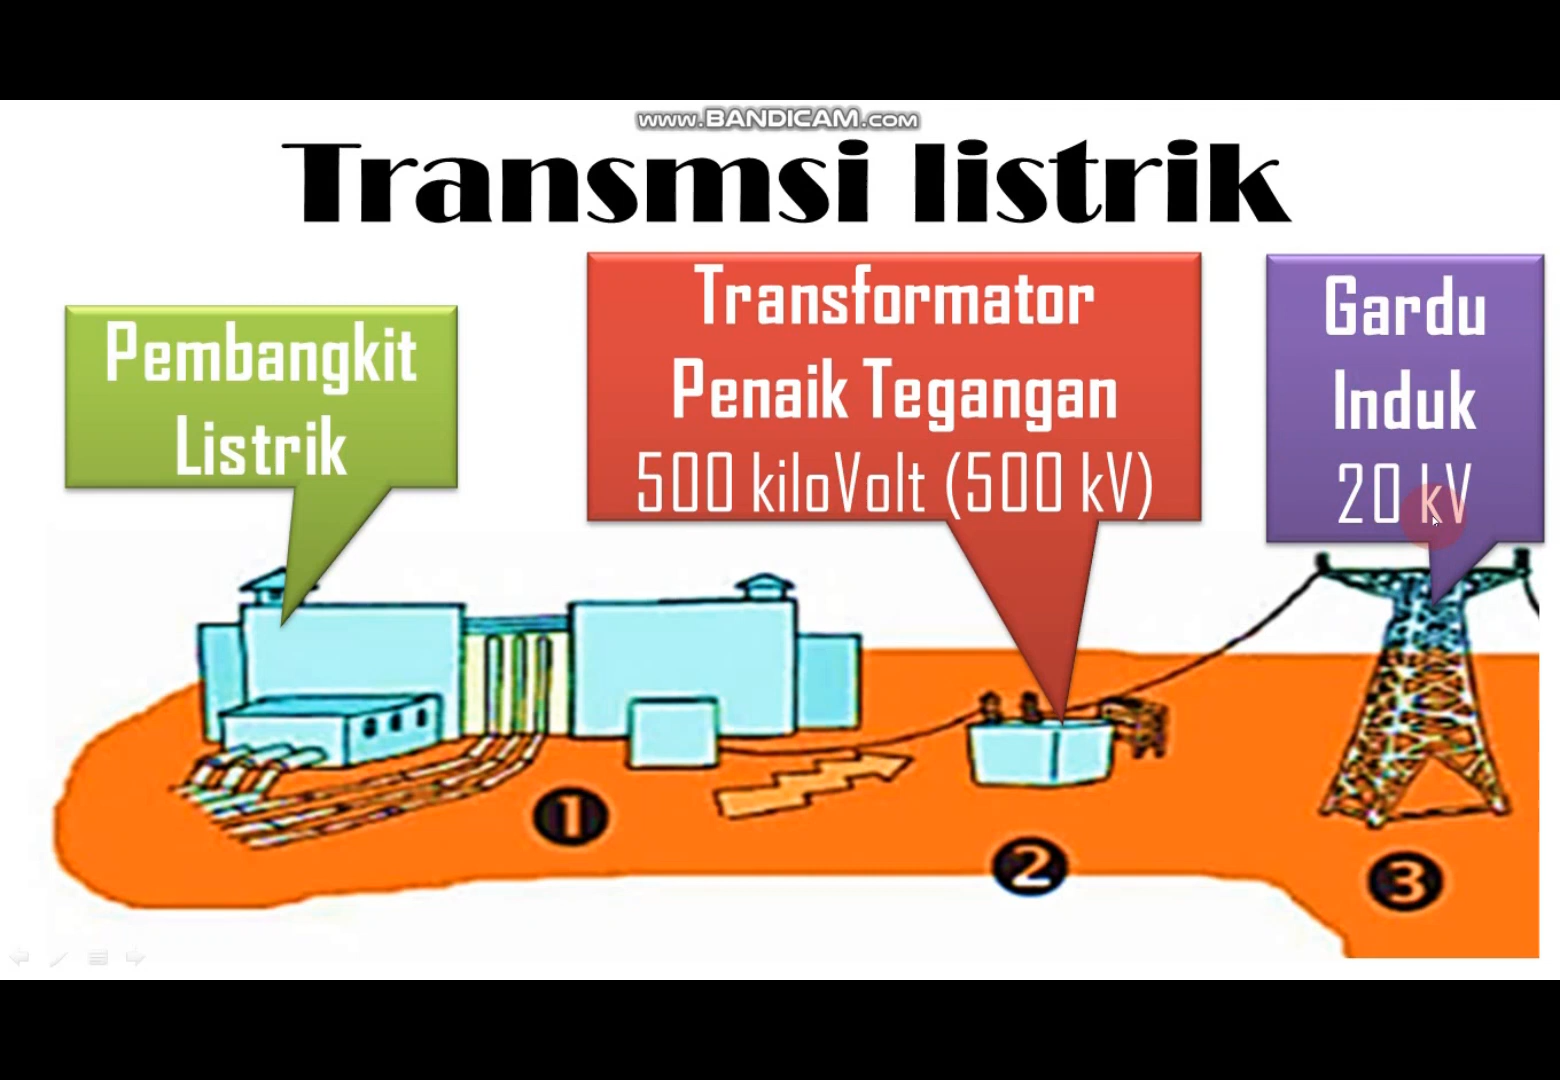 www.BANDICAM.com
Transmsi listrik
Pembangkit
Listrik
Transformator
Penaik Tegangan
500 kiloVolt (500 kV)
Gardu
Induk
20 kV
1
2
3